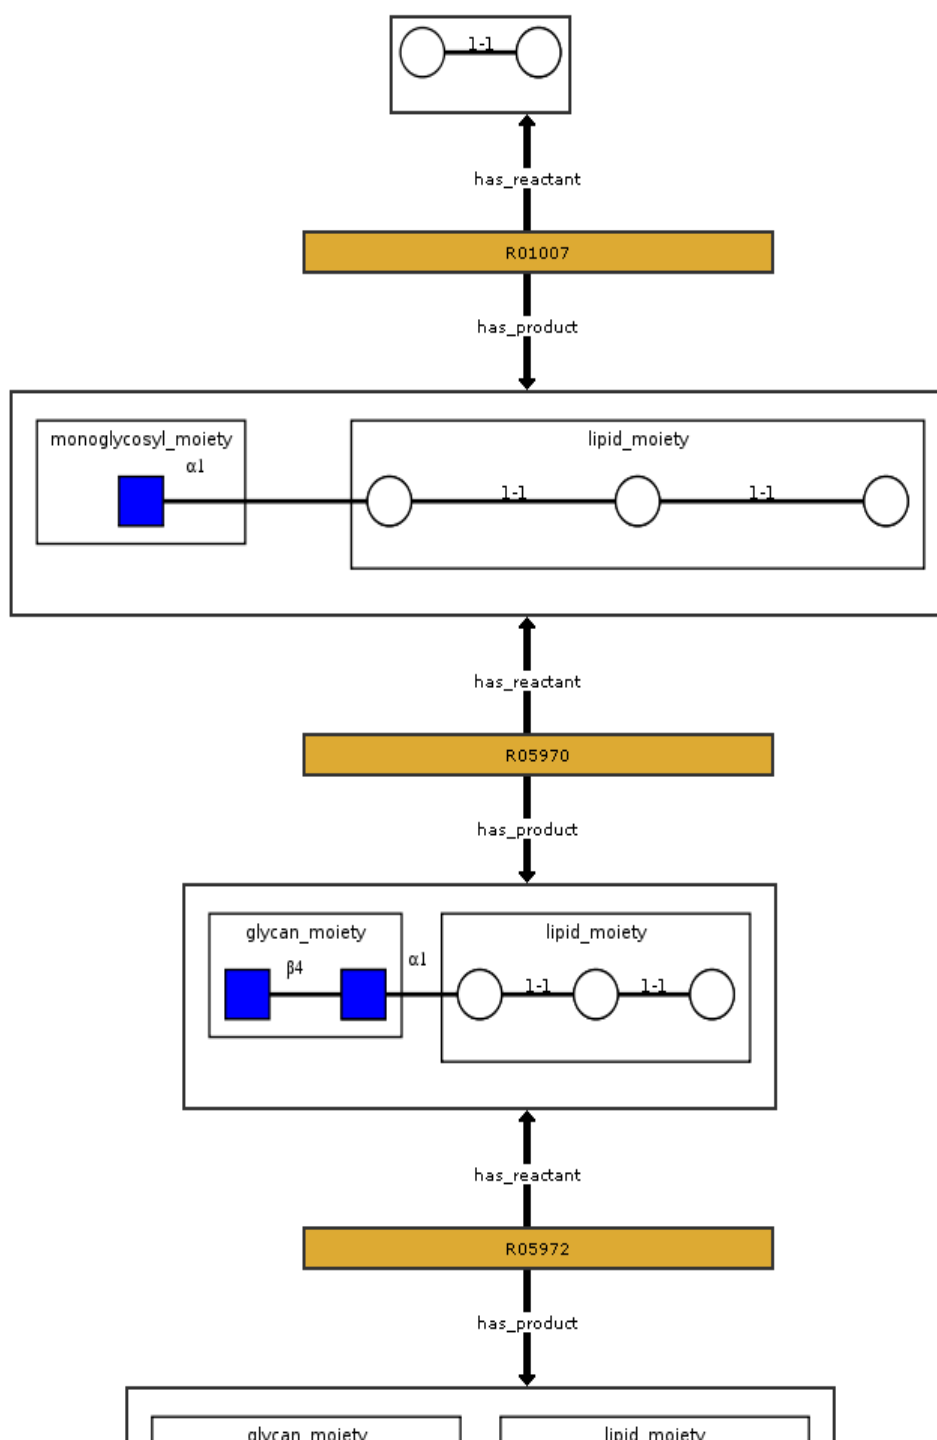 1-1
has_reactant
R01007
has_product
monoglycosyl_moiety
lipid_moiety
α1
1-1
1-1
has_reactant
R05970
has_product
glycan_moiety
lipid_moiety
β4
α1
1-1
1-1
has_reactant
R05972
has_product
glycan_moiety
lipid_moiety